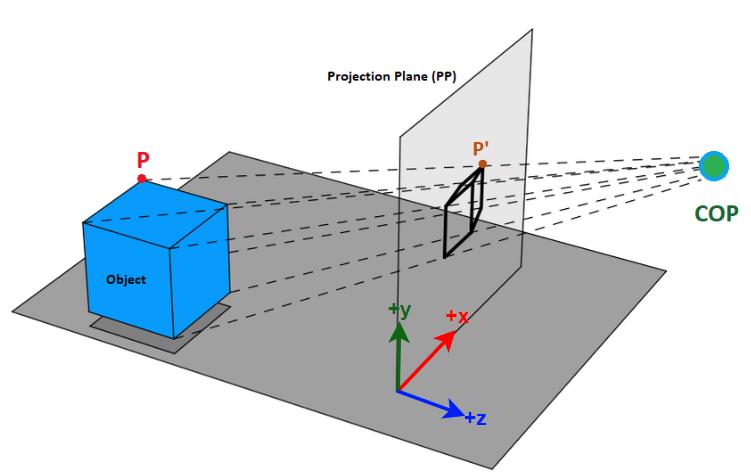 Projection Plane (PP)
P
P'
COP
Object
+y
+x
+z